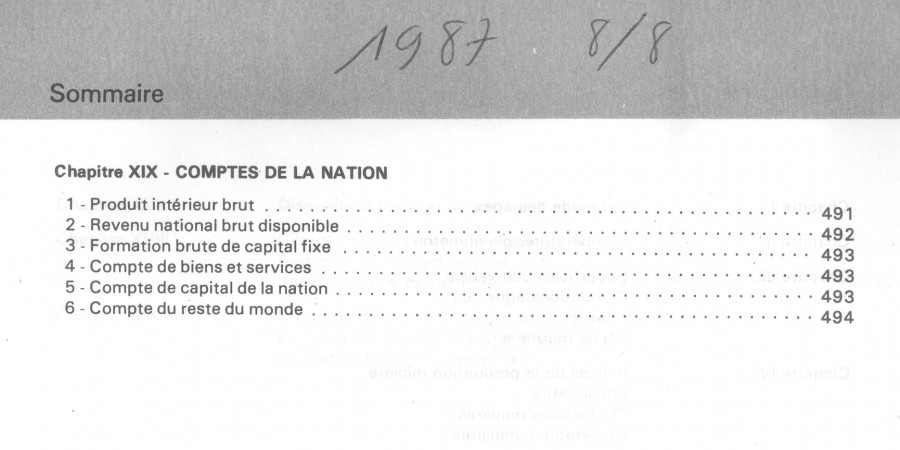 1987 8/8
Sommaire
Chapitre XIX - COMPTES DE LA NATION
1 - Produit intérieur brut . . . . . . . . . . . . . . . . . . . . . . . . . . . . . . . . . . . . . . . . 491
2 - Revenu national brut disponible . . . . . . . . . . . . . . . . . . . . . . . . . . . . . . . . 492
3 - Formation brute de capital fixe . . . . . . . . . . . . . . . . . . . . . . . . . . . . . . . . 493
4 - Compte de biens et services . . . . . . . . . . . . . . . . . . . . . . . . . . . . . . . . . . 493
5 - Compte de capital de la nation . . . . . . . . . . . . . . . . . . . . . . . . . . . . . . . . 493
6 - Compte du reste du monde . . . . . . . . . . . . . . . . . . . . . . . . . . . . . . . . . . . 494